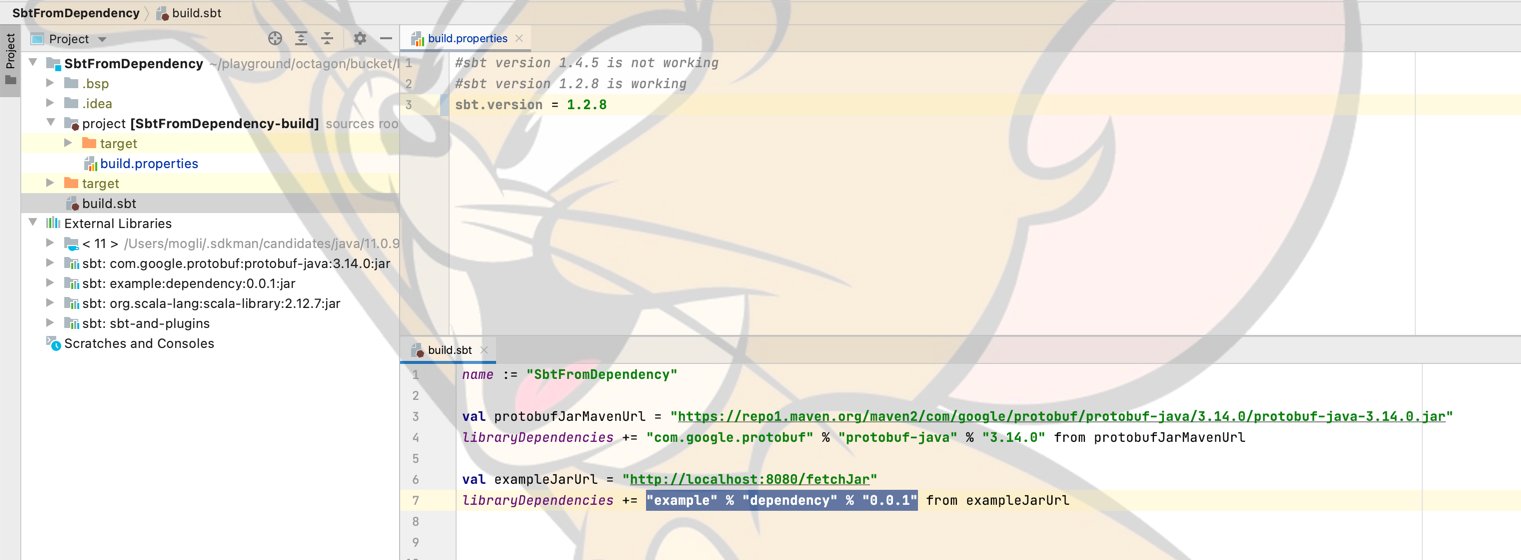 SbtFromDependency build.sbt
Project
Project
SbtFromDependency ~/playground/octagon/bucket/
.bsp
.idea
project [SbtFromDependency-build] sources roo
target
build.properties
target
build.sbt
External Libraries
< 11 > /Users/mogli/.sdkman/candidates/java/11.0.9
sbt: com.google.protobuf:protobuf-java:3.14.0:jar
sbt: example:dependency:0.0.1:jar
sbt: org.scala-lang:scala-library:2.12.7:jar
sbt: sbt-and-plugins
Scratches and Consoles
build.properties
1 #sbt version 1.4.5 is not working
2 #sbt version 1.2.8 is working
3 sbt.version = 1.2.8
build.sbt
1 name := "SbtFromDependency"
2
3 val protobufJarMavenUrl = "https://repo1.maven.org/maven2/com/google/protobuf/protobuf-java/3.14.0/protobuf-java-3.14.0.jar"
4 libraryDependencies += "com.google.protobuf" % "protobuf-java" % "3.14.0" from protobufJarMavenUrl
5
6 val exampleJarUrl = "http://localhost:8080/fetchJar"
7 libraryDependencies += "example" % "dependency" % "0.0.1" from exampleJarUrl
8
9